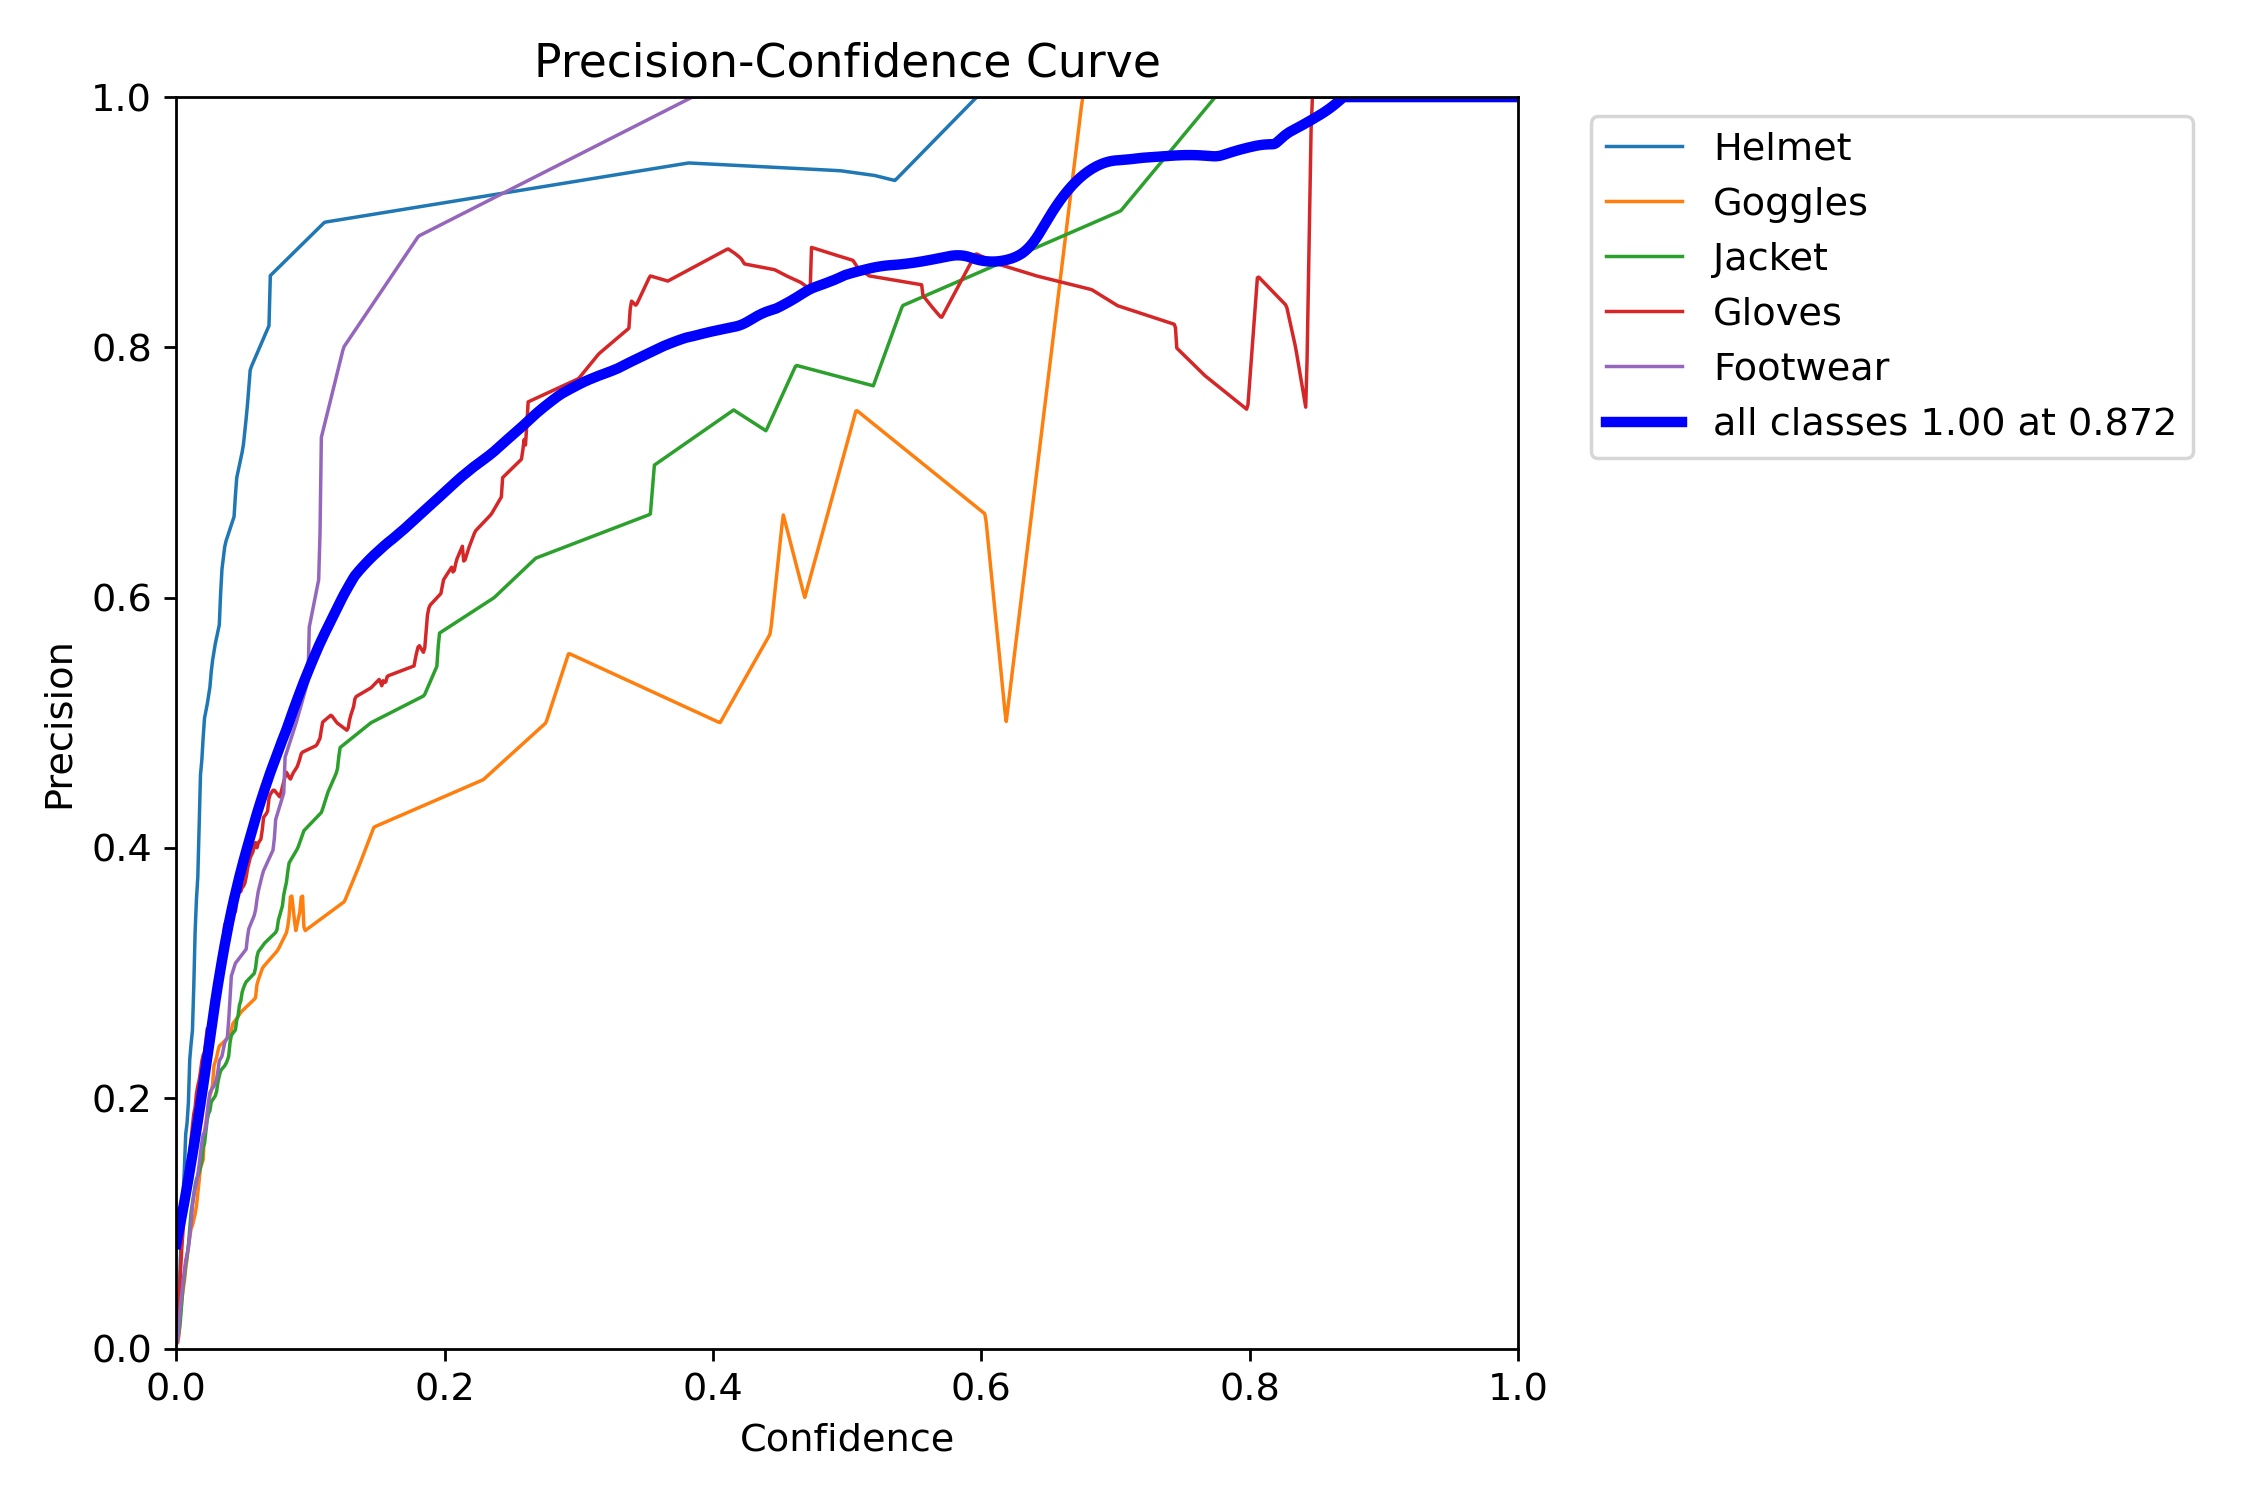 Precision-Confidence Curve
1.0
0.8
0.6
0.4
0.2
0.0
Precision
0.0 0.2 0.4 0.6 0.8 1.0
Confidence
Helmet
Goggles
Jacket
Gloves
Footwear
all classes 1.00 at 0.872